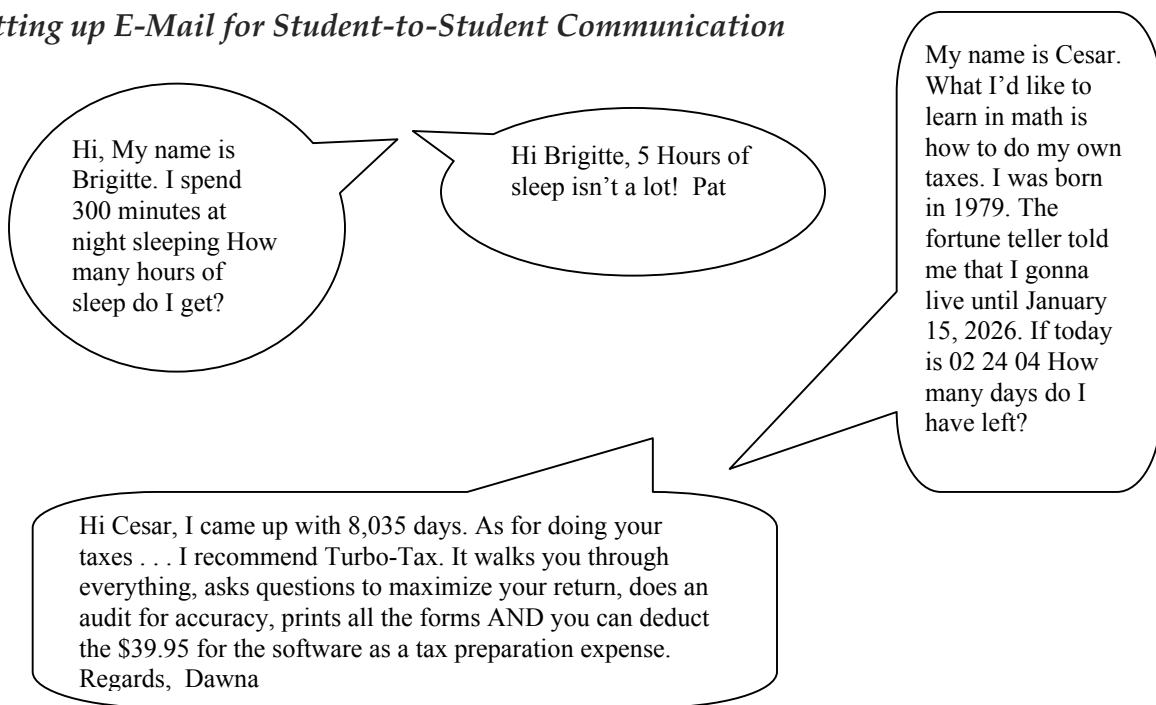 tting up E-Mail for Student-to-Student Communication
Hi, My name is
Brigitte. I spend
300 minutes at
night sleeping How
many hours of
sleep do I get?
Hi Brigitte, 5 Hours of
sleep isn’t a lot!  Pat
My name is Cesar.
What I’d like to
learn in math is
how to do my own
taxes. I was born
in 1979. The
fortune teller told
me that I gonna
live until January
15, 2026. If today
is 02 24 04 How
many days do I
have left?
Hi Cesar, I came up with 8,035 days. As for doing your
taxes . . . I recommend Turbo-Tax. It walks you through
everything, asks questions to maximize your return, does an
audit for accuracy, prints all the forms AND you can deduct
the $39.95 for the software as a tax preparation expense.
Regards,  Dawna